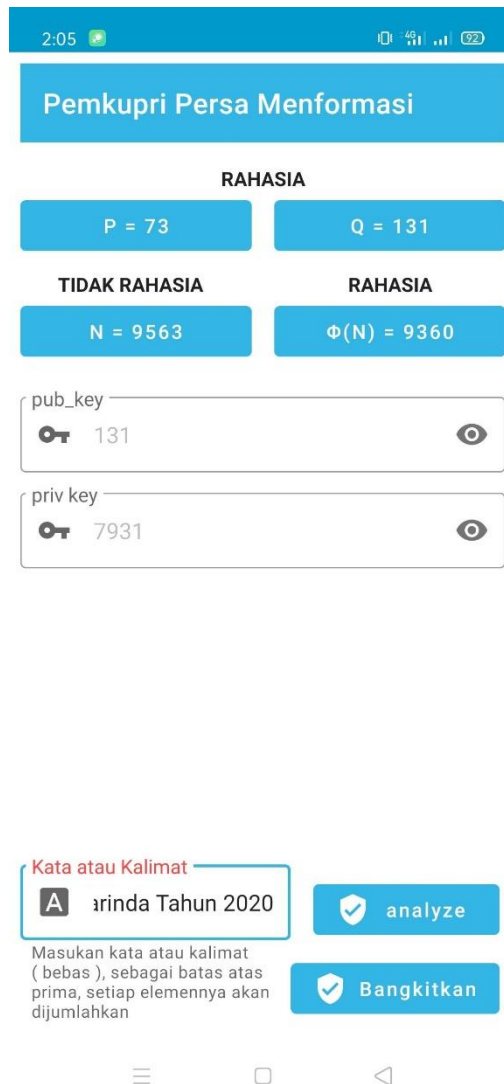 2:05 4G 92
Pemkupri Persa Menformasi
RAHASIA
P = 73 Q = 131
TIDAK RAHASIA RAHASIA
N = 9563 Φ(N) = 9360
pub_key
131
priv key
7931
Kata atau Kalimat
A arinda Tahun 2020
analyze
Masukan kata atau kalimat
( bebas ), sebagai batas atas
prima, setiap elemennya akan
dijumlahkan
Bangkitkan